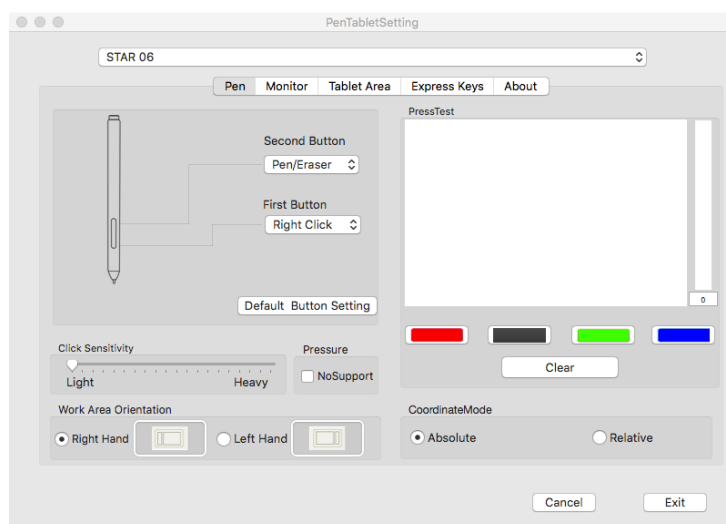 PenTabletSetting
STAR 06
Pen Monitor Tablet Area Express Keys About
Second Button
Pen/Eraser
First Button
Right Click
Default Button Setting
PressTest
0
Clear
Click Sensitivity
Light Heavy
Pressure
NoSupport
Work Area Orientation
Right Hand Left Hand
CoordinateMode
Absolute Relative
Cancel Exit